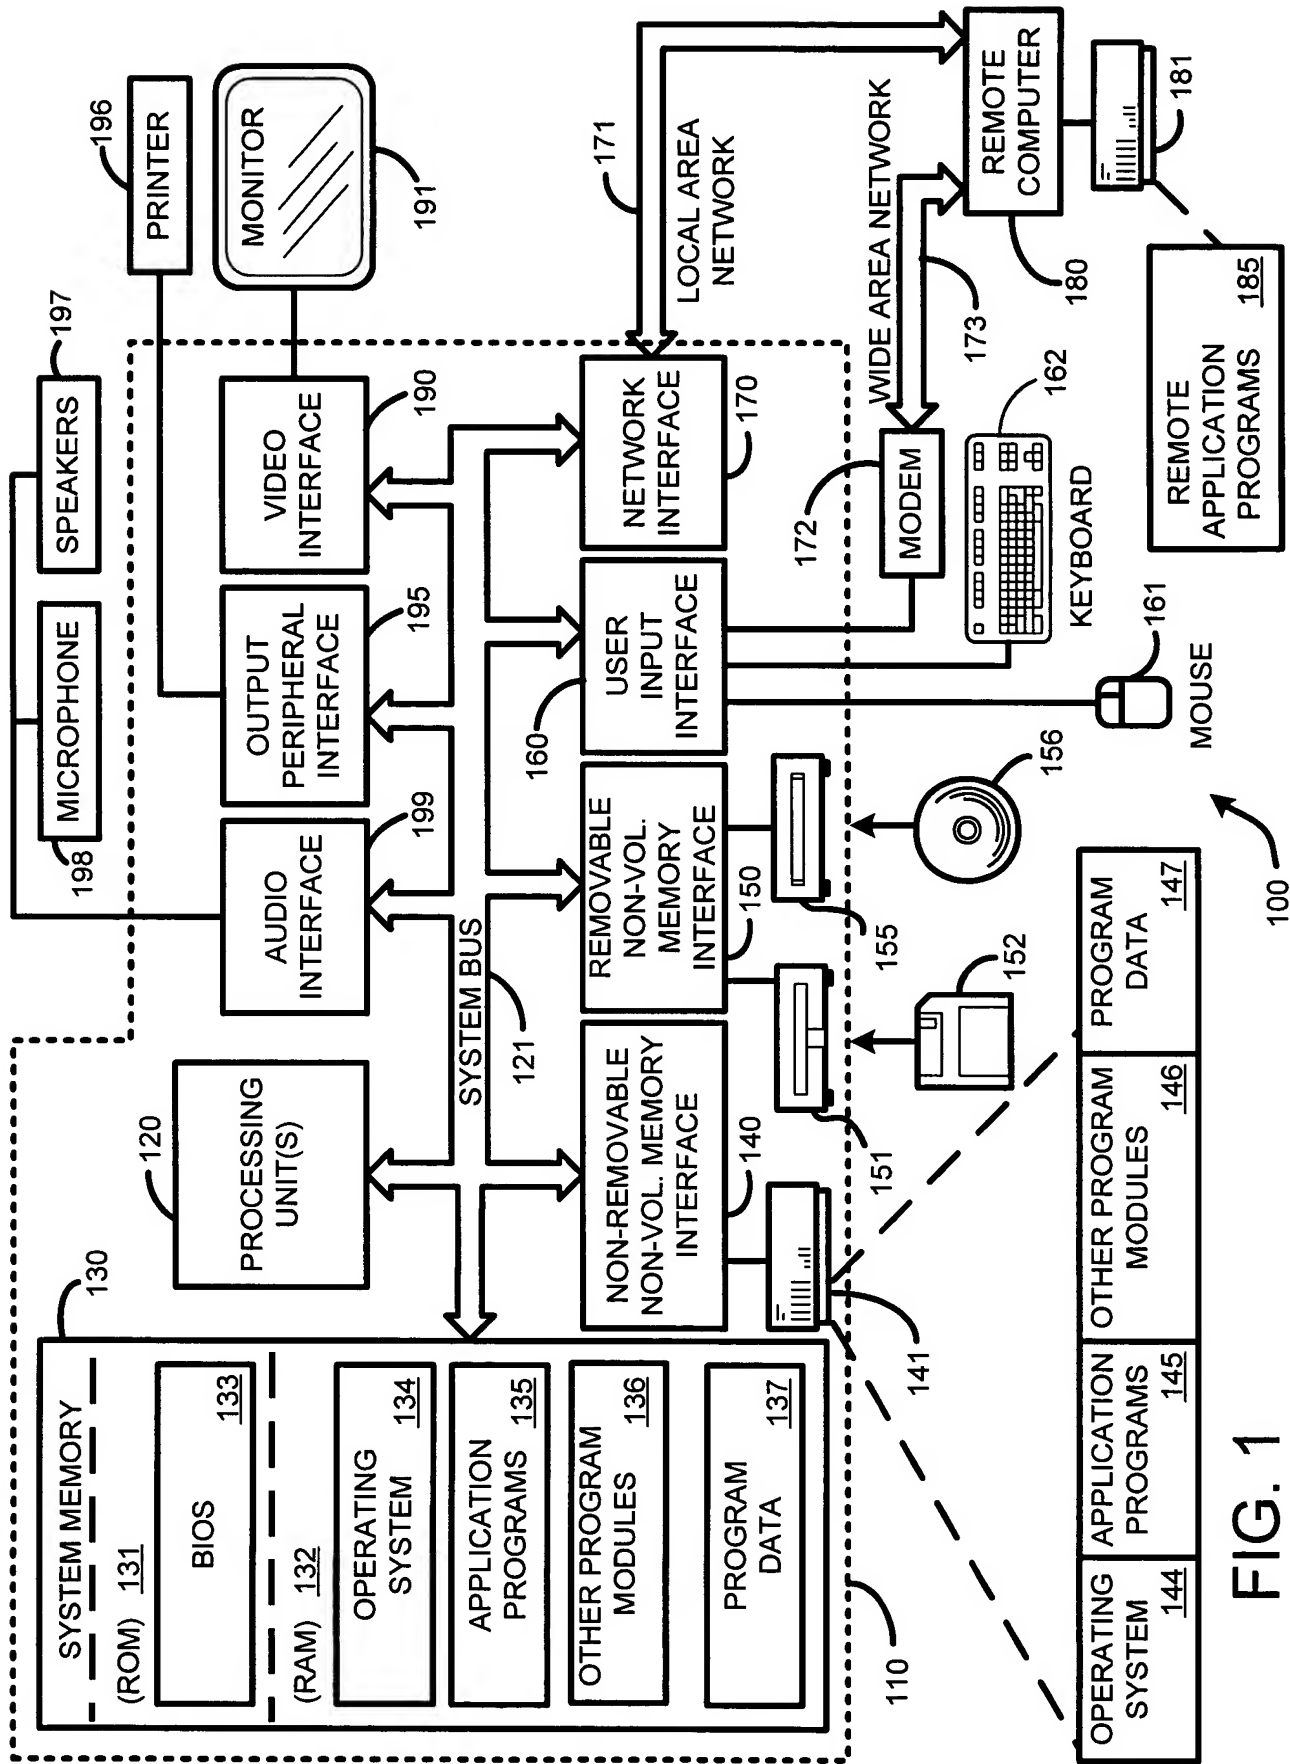 SYSTEM MEMORY
(ROM) 131
BIOS
133
(RAM) 132
OPERATING
SYSTEM
134
APPLICATION
PROGRAMS
135
OTHER PROGRAM
MODULES
136
PROGRAM
DATA
137
130
110
120
PROCESSING
UNIT(S)
198
MICROPHONE
SPEAKERS
197
196
PRINTER
AUDIO
INTERFACE
199
OUTPUT
PERIPHERAL
INTERFACE
195
VIDEO
INTERFACE
190
MONITOR
191
SYSTEM BUS
121
NON-REMOVABLE
NON-VOL. MEMORY
INTERFACE
140
REMOVABLE
NON-VOL.
MEMORY
INTERFACE
150
160
USER
INPUT
INTERFACE
NETWORK
INTERFACE
170
171
LOCAL AREA
NETWORK
WIDE AREA NETWORK
173
172
MODEM
REMOTE
COMPUTER
180
181
141
151
152
155
156
162
KEYBOARD
161
MOUSE
REMOTE
APPLICATION
PROGRAMS
185
OPERATING
SYSTEM
144
APPLICATION
PROGRAMS
145
OTHER PROGRAM
MODULES
146
PROGRAM
DATA
147
100
FIG. 1